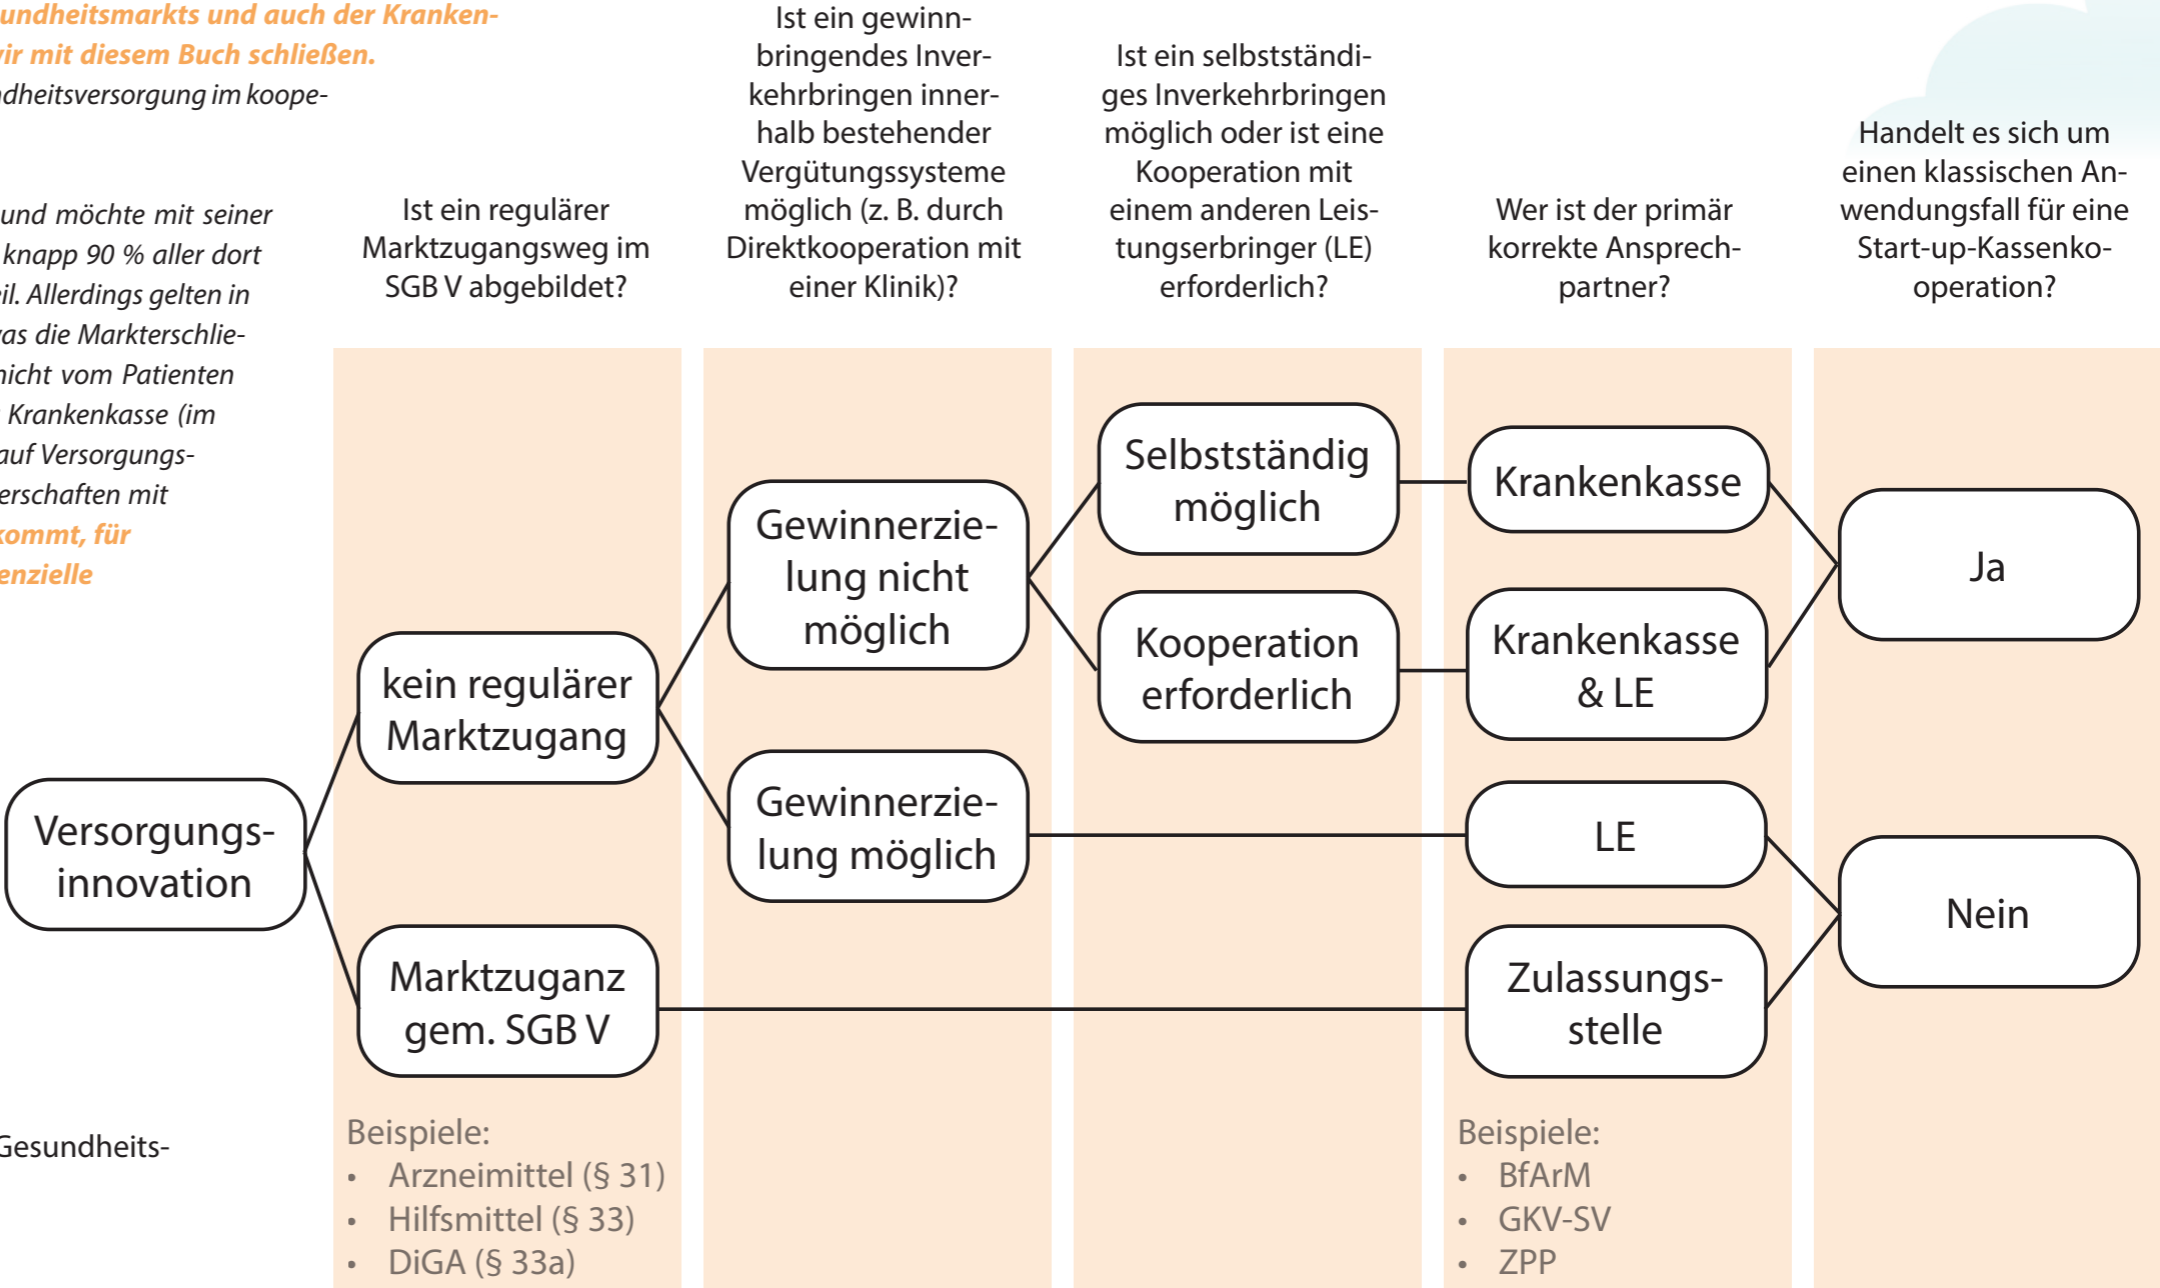 sundheitsmarkts und auch der Kranken-
wir mit diesem Buch schließen.
ndheitsversorgung im koope-
und möchte mit seiner
knapp 90 % aller dort
eil. Allerdings gelten in
was die Markterschlie-
nicht vom Patienten
Krankenkasse (im
auf Versorgungs-
erschaften mit
kommt, für
enzielle
Gesundheits-
Ist ein regulärer
Marktzugangsweg im
SGB V abgebildet?
Ist ein gewinn-
bringendes Inver-
kehrbringen inner-
halb bestehender
Vergütungssysteme
möglich (z. B. durch
Direktkooperation mit
einer Klinik)?
Ist ein selbstständi-
ges Inverkehrbringen
möglich oder ist eine
Kooperation mit
einem anderen Leis-
tungserbringer (LE)
erforderlich?
Wer ist der primär
korrekte Ansprech-
partner?
Handelt es sich um
einen klassischen An-
wendungsfall für eine
Start-up-Kassenko-
operation?
Versorgungs-
innovation
kein regulärer
Marktzugang
Marktzuganz
gem. SGB V
Beispiele:
• Arzneimittel (§ 31)
• Hilfsmittel (§ 33)
• DiGA (§ 33a)
Gewinnerzie-
lung nicht
möglich
Gewinnerzie-
lung möglich
Selbstständig
möglich
Kooperation
erforderlich
Krankenkasse
Krankenkasse
& LE
LE
Zulassungs-
stelle
Beispiele:
• BfArM
• GKV-SV
• ZPP
Ja
Nein